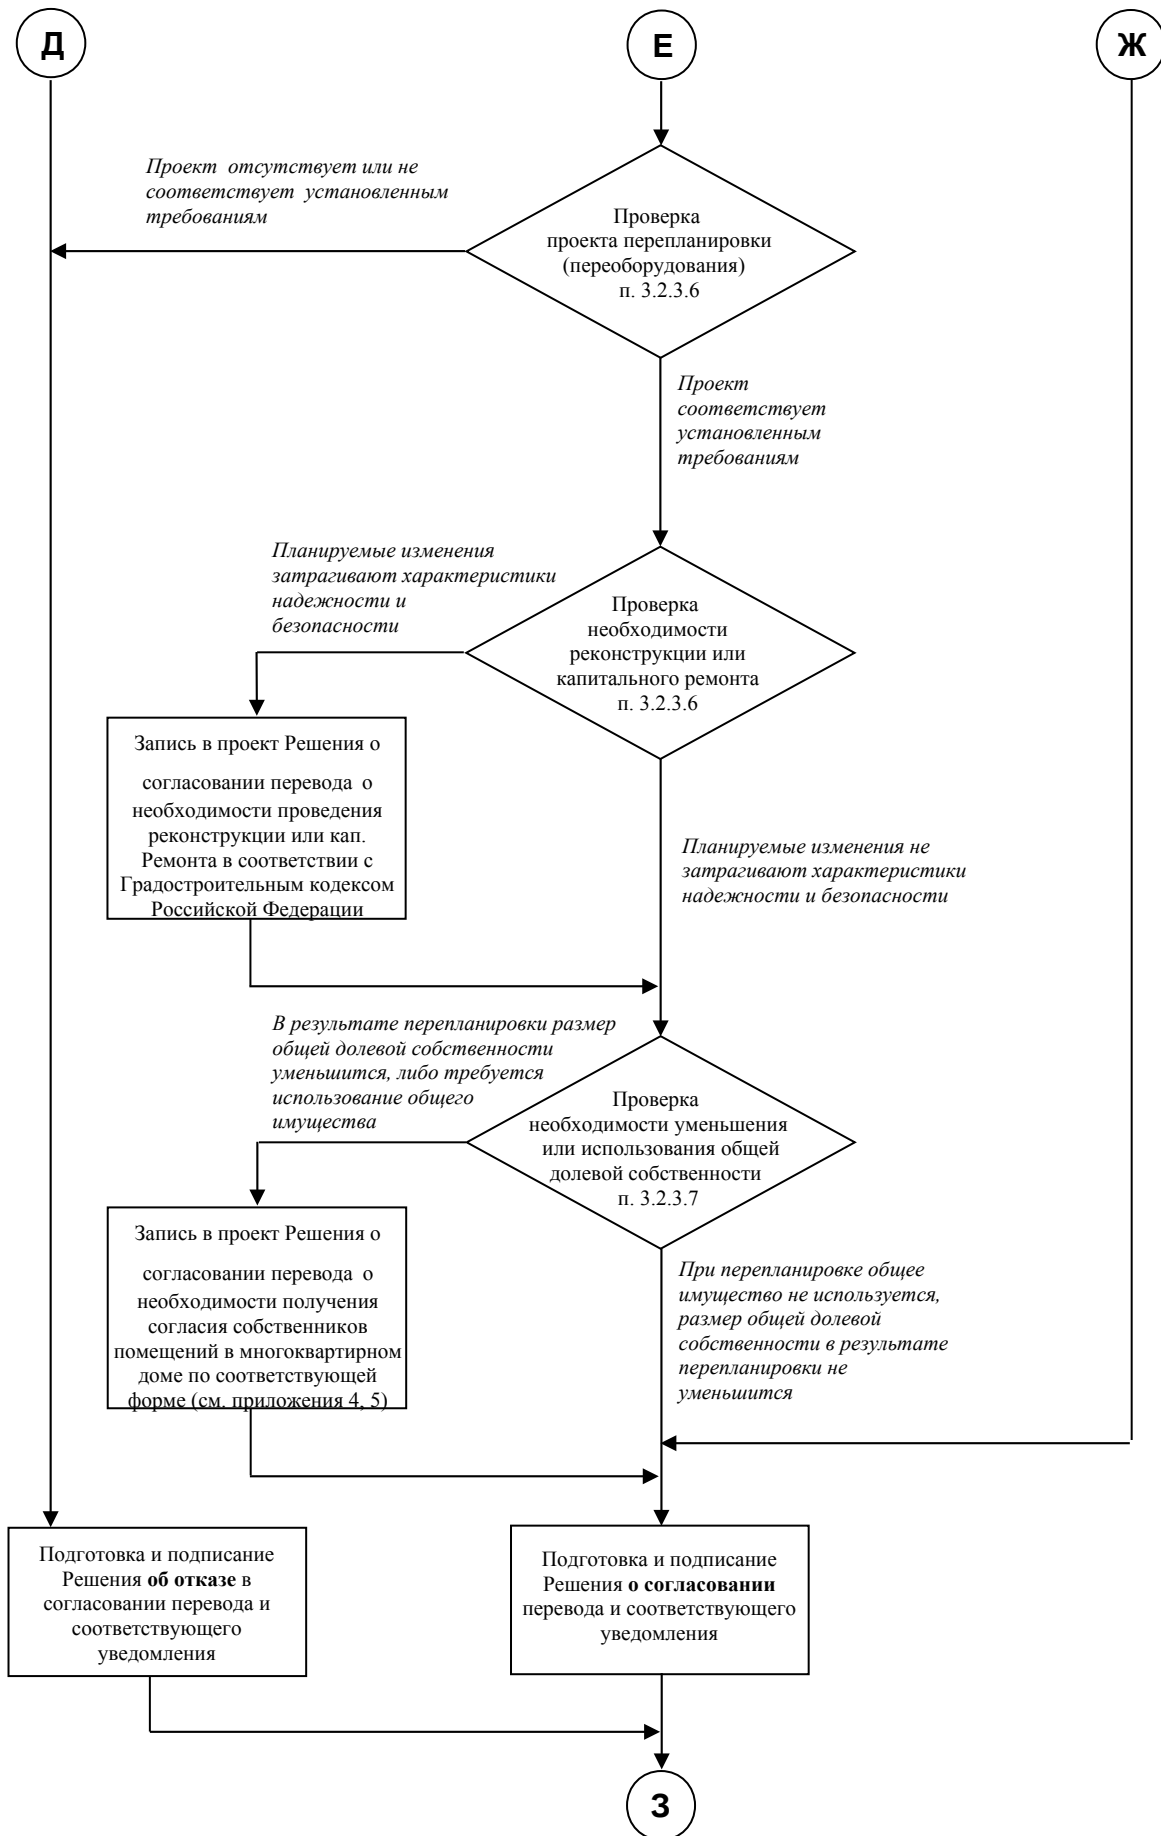 Д
Е
Ж
Проект отсутствует или не
соответствует установленным
требованиям
Проверка
проекта перепланировки
(переоборудования)
п. 3.2.3.6
Проект
соответствует
установленным
требованиям
Планируемые изменения
затрагивают характеристики
надежности и
безопасности
Проверка
необходимости
реконструкции или
капитального ремонта
п. 3.2.3.6
Запись в проект Решения о
согласовании перевода о
необходимости проведения
реконструкции или кап.
Ремонта в соответствии с
Градостроительным кодексом
Российской Федерации
Планируемые изменения не
затрагивают характеристики
надежности и безопасности
В результате перепланировки размер
общей долевой собственности
уменьшится, либо требуется
использование общего
имущества
Проверка
необходимости уменьшения
или использования общей
долевой собственности
п. 3.2.3.7
Запись в проект Решения о
согласовании перевода о
необходимости получения
согласия собственников
помещений в многоквартирном
доме по соответствующей
форме (см. приложения 4, 5)
При перепланировке общее
имущество не используется,
размер общей долевой
собственности в результате
перепланировки не
уменьшится
Подготовка и подписание
Решения об отказе в
согласовании перевода и
соответствующего
уведомления
Подготовка и подписание
Решения о согласовании
перевода и соответствующего
уведомления
З